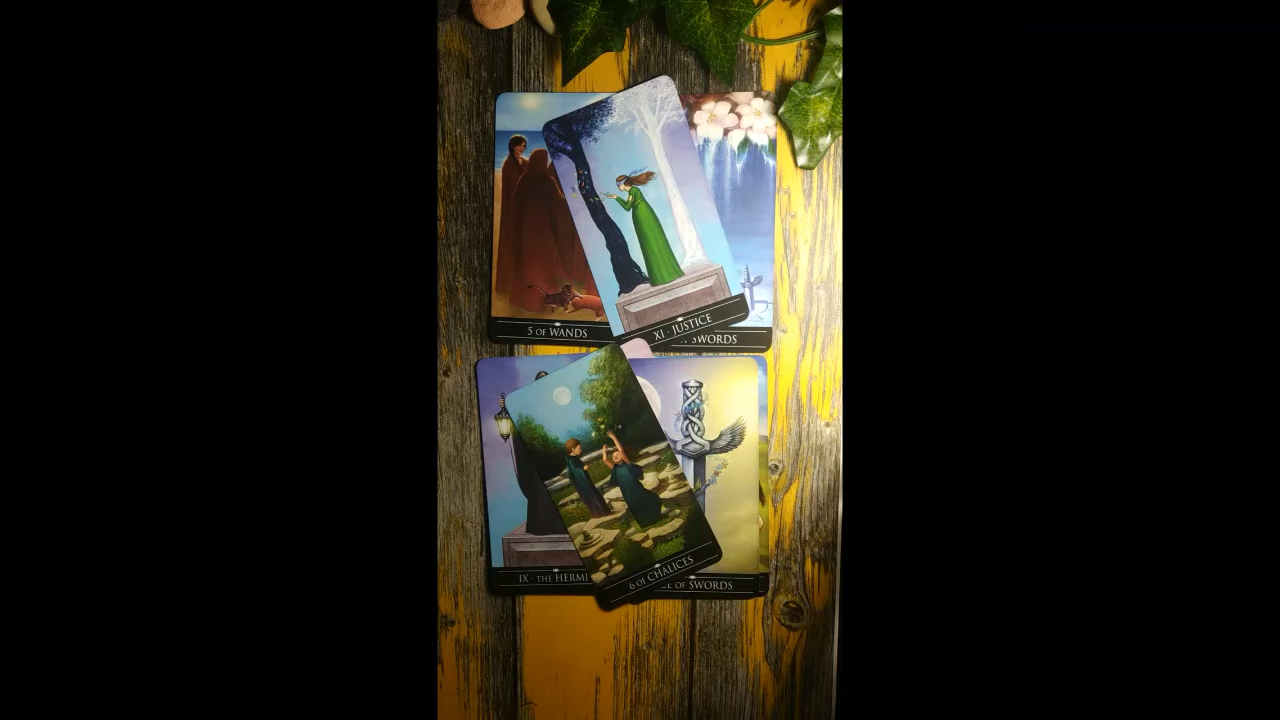 5 OF WANDS
XI · JUSTICE
SWORDS
IX · THE HERMI
6 OF CHALICES
OF SWORDS